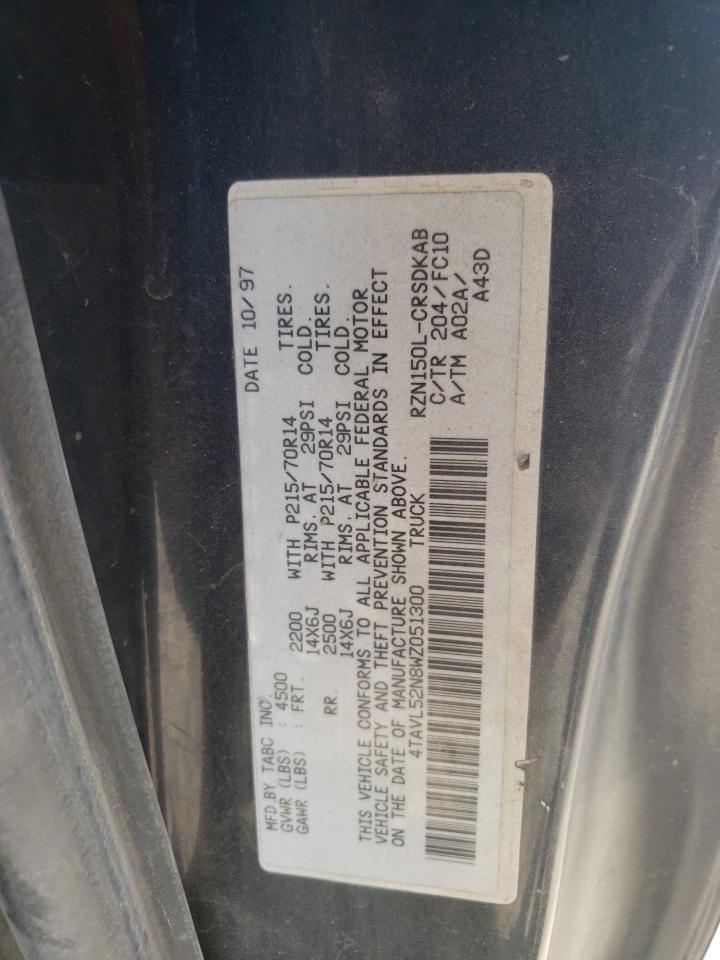 MFD.BY TABC INC. DATE 10/97
GVWR (LBS) : 4500
GAWR (LBS) : FRT. 2200 WITH P215/70R14 TIRES.
14X6J RIMS. AT 29PSI COLD.
RR. 2500 WITH P215/70R14 TIRES.
14X6J RIMS. AT 29PSI COLD.
THIS VEHICLE CONFORMS TO ALL APPLICABLE FEDERAL MOTOR
VEHICLE SAFETY AND THEFT PREVENTION STANDARDS IN EFFECT
ON THE DATE OF MANUFACTURE SHOWN ABOVE.
4TAVL52N8WZ051300 TRUCK
RZN150L-CRSDKAB
C/TR 204/FC10
A/TM A02A/
A43D